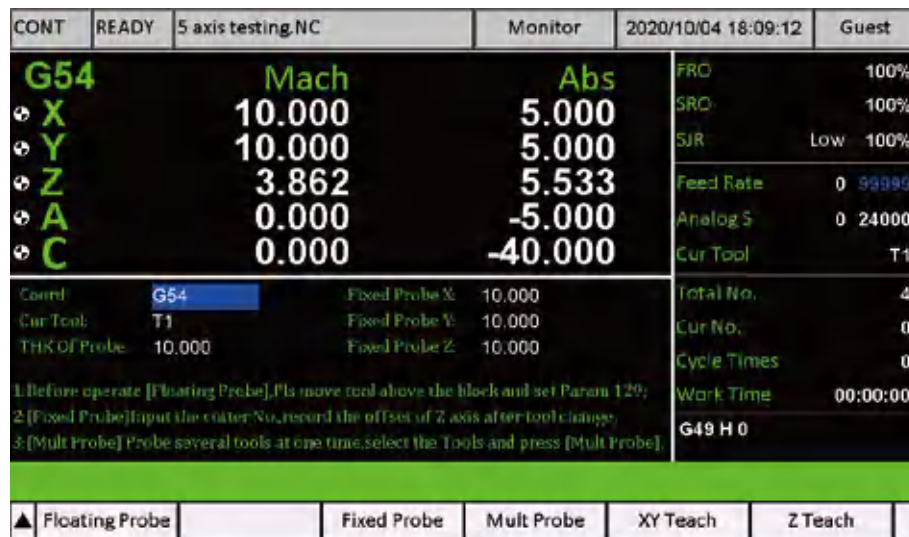 CONT READY 5 axis testing.NC Monitor 2020/10/04 18:09:12 Guest
G54 Mach Abs
X 10.000 5.000
Y 10.000 5.000
Z 3.862 5.533
A 0.000 -5.000
C 0.000 -40.000
FRO 100%
SRO 100%
SJR Low 100%
Feed Rate 0 99999
Analog S 0 24000
Cur Tool T1
Coord G54 Fixed Probe X: 10.000
Cur Tool: T1 Fixed Probe Y: 10.000
THK Of Probe: 10.000 Fixed Probe Z: 10.000
1:Before operate [Floating Probe],Pls move tool above the block and set Param 129;
2:[Fixed Probe]Input the cutter No.,record the offset of Z axis after tool change;
3:[Mult Probe] Probe several tools at one time,select the Tools and press [Mult Probe].
Total No. 4
Cur No. 0
Cycle Times 0
Work Time 00:00:00
G49 H 0
▲ Floating Probe Fixed Probe Mult Probe XY Teach Z Teach